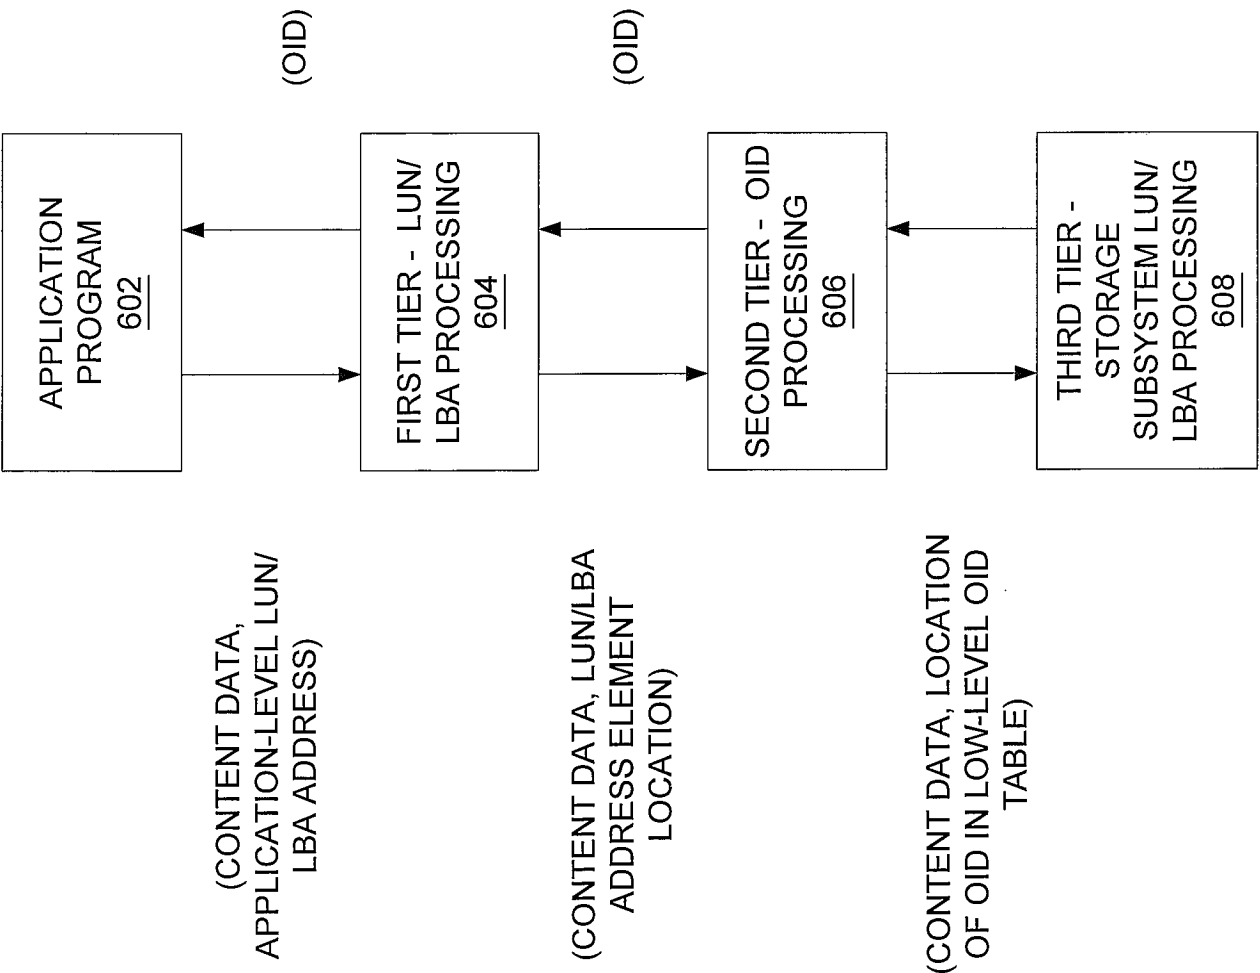 (OID)
(OID)
APPLICATION
PROGRAM
602
FIRST TIER - LUN/
LBA PROCESSING
604
SECOND TIER - OID
PROCESSING
606
THIRD TIER -
STORAGE
SUBSYSTEM LUN/
LBA PROCESSING
608
(CONTENT DATA,
APPLICATION-LEVEL LUN/
LBA ADDRESS)
(CONTENT DATA, LUN/LBA
ADDRESS ELEMENT
LOCATION)
(CONTENT DATA, LOCATION
OF OID IN LOW-LEVEL OID
TABLE)